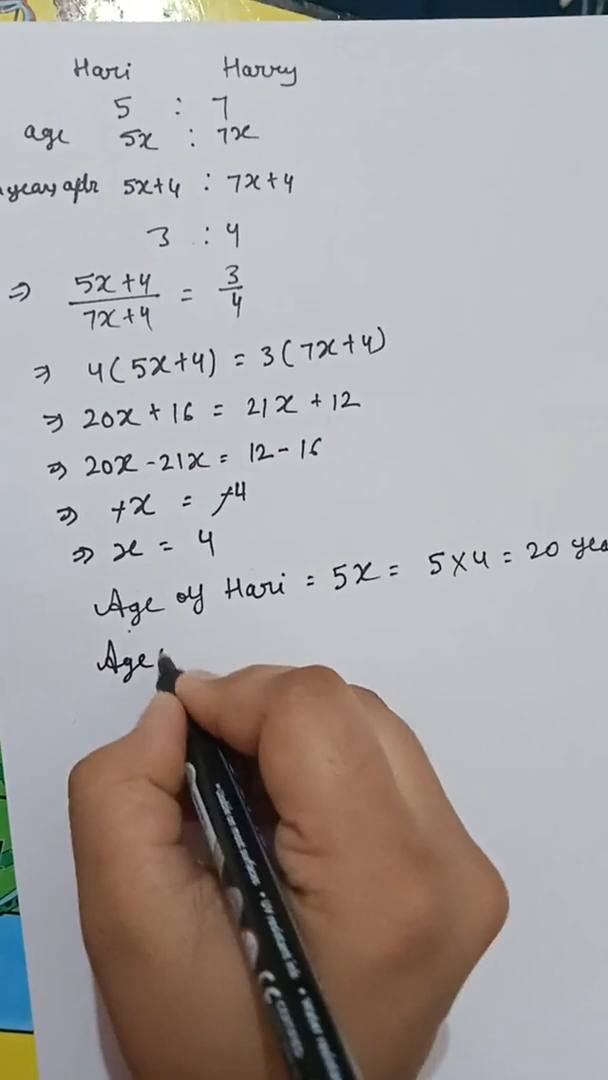 Hari Harry
5 : 7
age 5x : 7x
years aftr 5x+4 : 7x+4
3 : 4
⇒ (5x+4)/(7x+4) = 3/4
⇒ 4(5x+4) = 3(7x+4)
⇒ 20x + 16 = 21x + 12
⇒ 20x - 21x = 12 - 16
⇒ -x = -4
⇒ x = 4
Age of Hari = 5x = 5×4 = 20 yea
Age